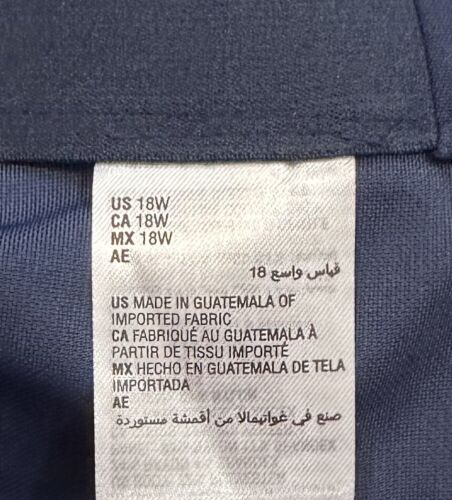 US 18W
CA 18W
MX 18W
AE
قياس واسع 18
US MADE IN GUATEMALA OF
IMPORTED FABRIC
CA FABRIQUÉ AU GUATEMALA À
PARTIR DE TISSU IMPORTÉ
MX HECHO EN GUATEMALA DE TELA
IMPORTADA
AE
صنع في غواتيمالا من أقمشة مستوردة